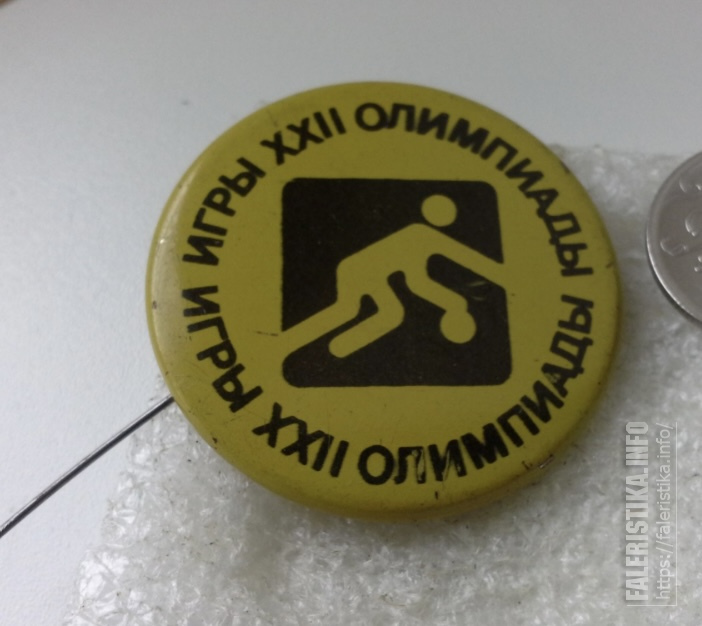 ИГРЫ XXII ОЛИМПИАДЫ
ИГРЫ XXII ОЛИМПИАДЫ
FALERISTIKA.INFO
https://faleristika.info/